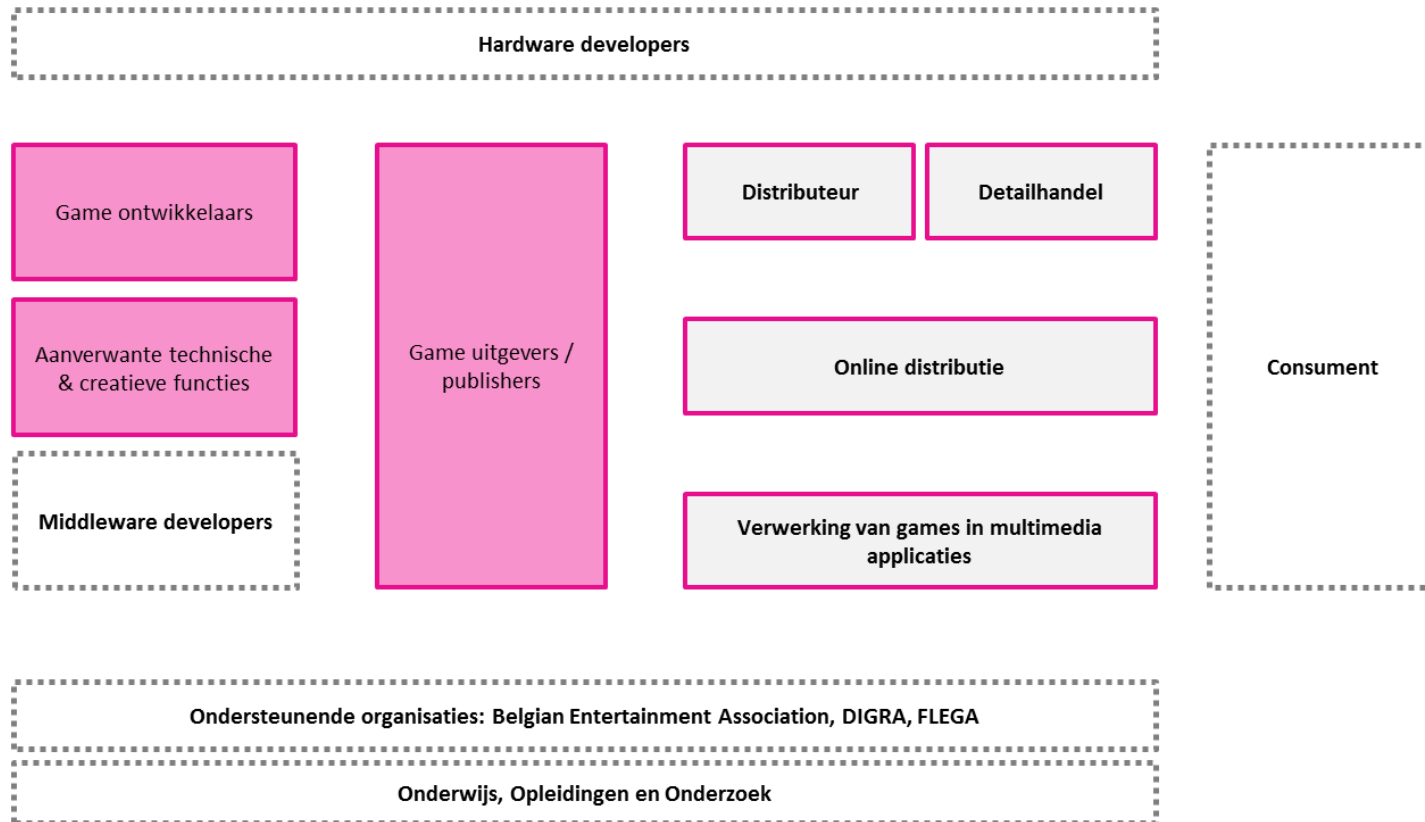 Hardware developers
Game ontwikkelaars
Aanverwante technische
& creatieve functies
Middleware developers
Game uitgevers /
publishers
Distributeur
Detailhandel
Online distributie
Verwerking van games in multimedia
applicaties
Consument
Ondersteunende organisaties: Belgian Entertainment Association, DIGRA, FLEGA
Onderwijs, Opleidingen en Onderzoek